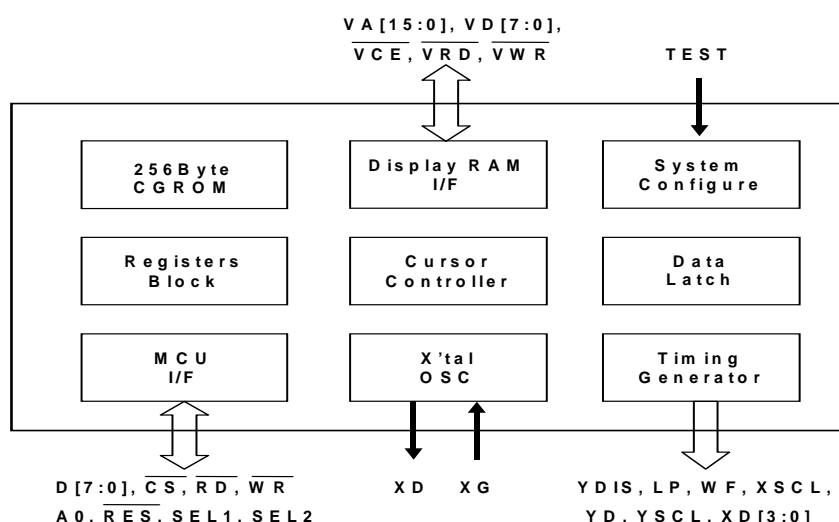 VA[15:0], VD[7:0],
VCE, VRD, VWR
TEST
256Byte
CGROM
Display RAM
I/F
System
Configure
Registers
Block
Cursor
Controller
Data
Latch
MCU
I/F
X’tal
OSC
Timing
Generator
D[7:0], CS, RD, WR
A0, RES, SEL1, SEL2
XD
XG
YDIS, LP, WF, XSCL,
YD, YSCL, XD[3:0]